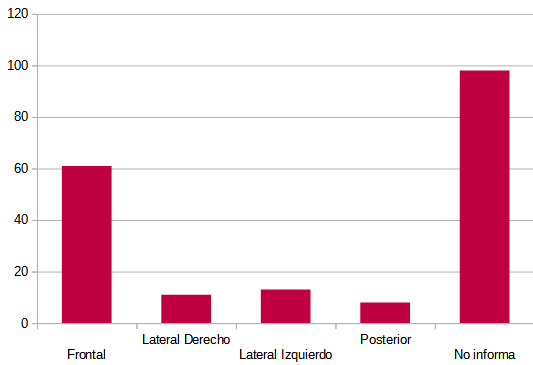 120
100
80
60
40
20
0
Frontal
Lateral Derecho
Lateral Izquierdo
Posterior
No informa